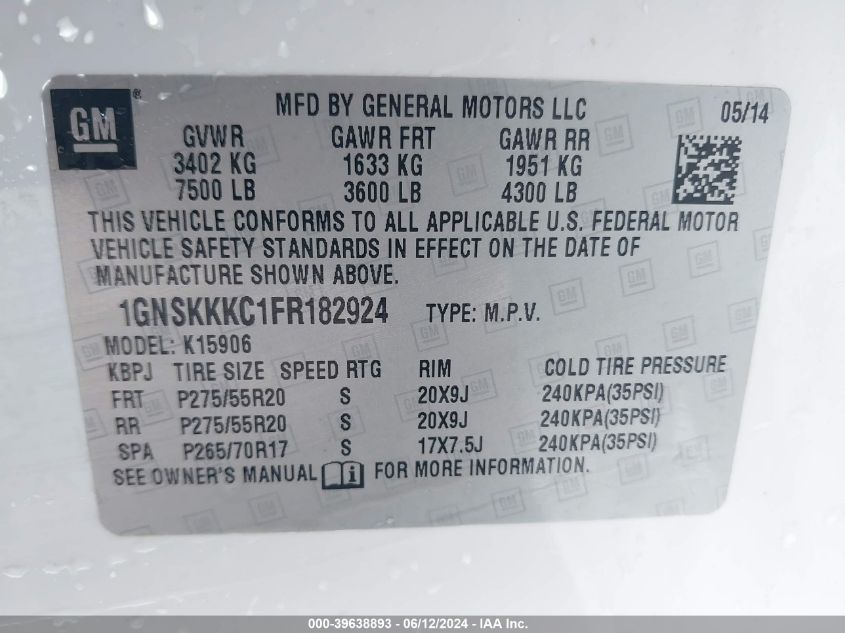 GM ®
MFD BY GENERAL MOTORS LLC 05/14
GVWR GAWR FRT GAWR RR
3402 KG 1633 KG 1951 KG
7500 LB 3600 LB 4300 LB
THIS VEHICLE CONFORMS TO ALL APPLICABLE U.S. FEDERAL MOTOR
VEHICLE SAFETY STANDARDS IN EFFECT ON THE DATE OF
MANUFACTURE SHOWN ABOVE.
1GNSKKKC1FR182924 TYPE: M.P.V.
MODEL: K15906
KBPJ TIRE SIZE SPEED RTG RIM COLD TIRE PRESSURE
FRT P275/55R20 S 20X9J 240KPA(35PSI)
RR P275/55R20 S 20X9J 240KPA(35PSI)
SPA P265/70R17 S 17X7.5J 240KPA(35PSI)
SEE OWNER'S MANUAL i FOR MORE INFORMATION.
000-39638893 - 06/12/2024 - IAA Inc.